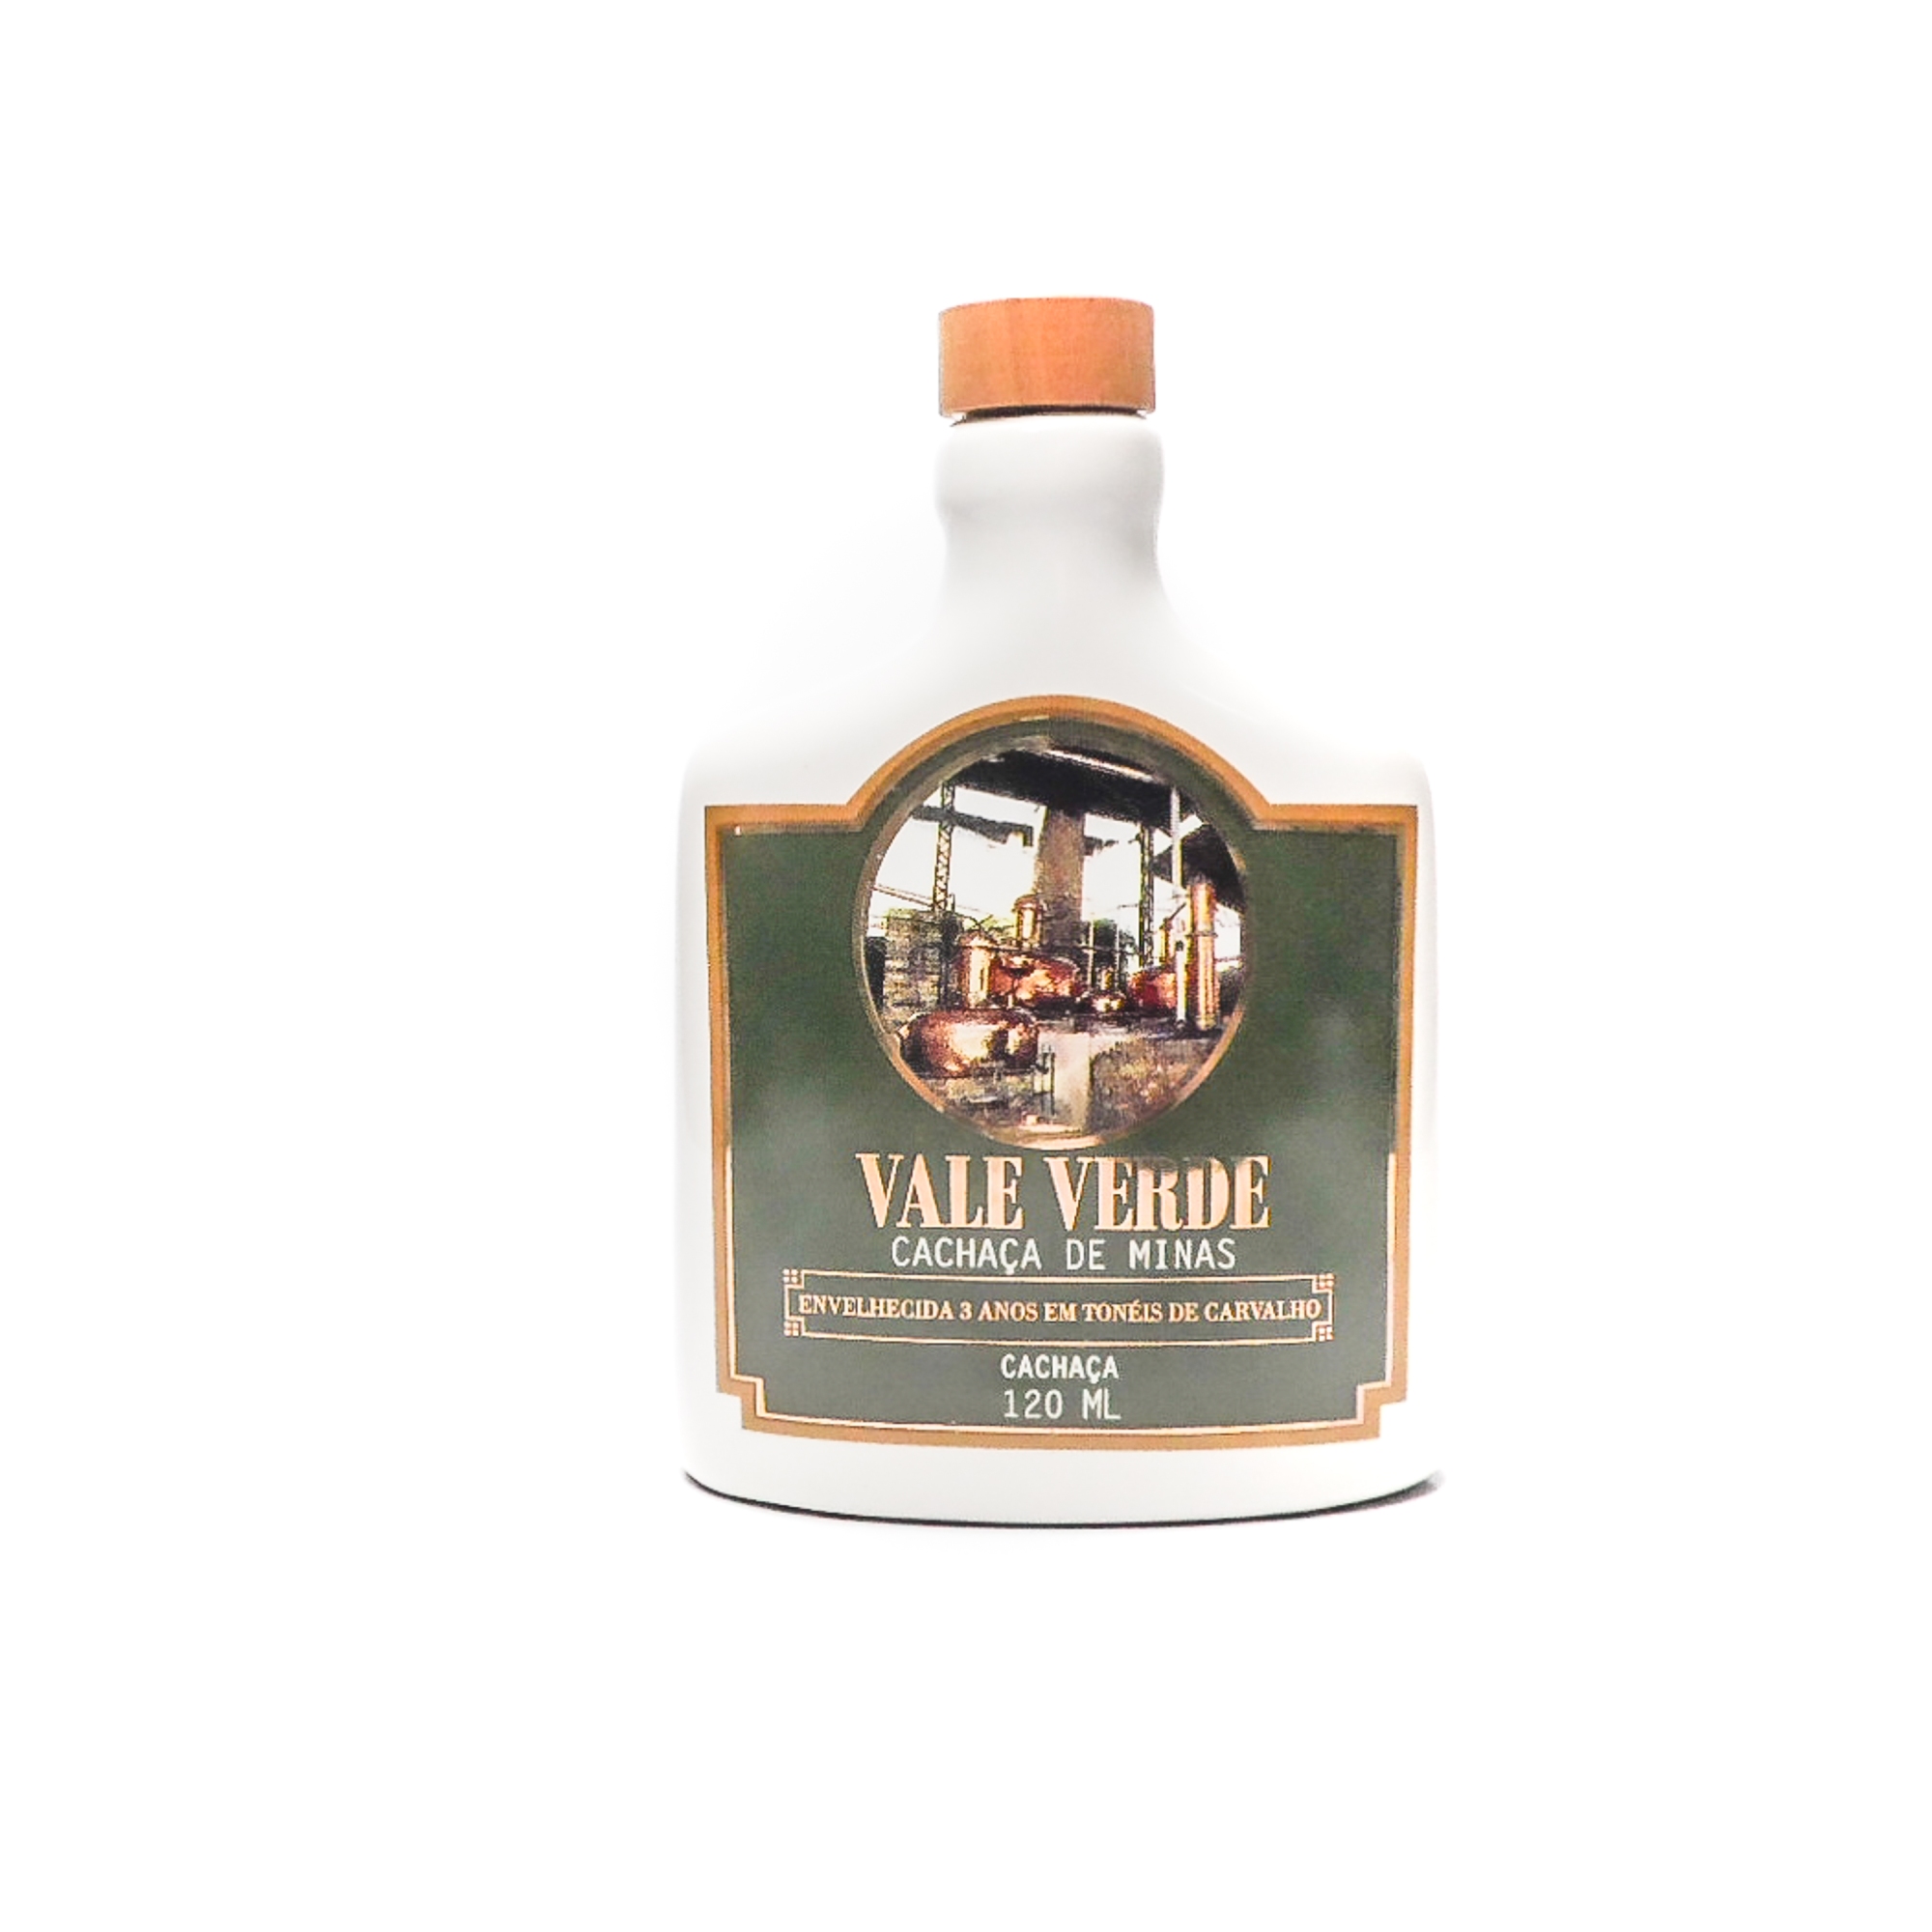 VALE VERDE
CACHAÇA DE MINAS
ENVELHECIDA 3 ANOS EM TONÉIS DE CARVALHO
CACHAÇA
120 ML